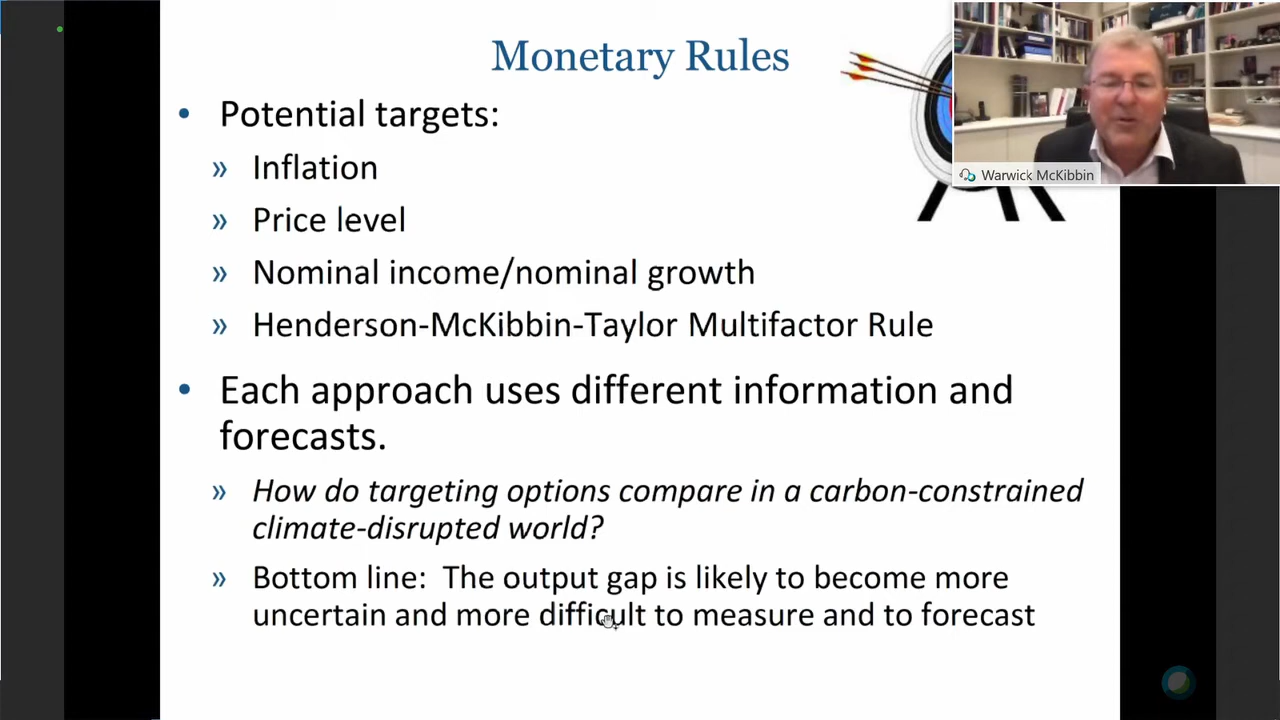 Monetary Rules
• Potential targets:
» Inflation
» Price level
» Nominal income/nominal growth
» Henderson-McKibbin-Taylor Multifactor Rule
• Each approach uses different information and
forecasts.
» How do targeting options compare in a carbon-constrained
climate-disrupted world?
» Bottom line: The output gap is likely to become more
uncertain and more difficult to measure and to forecast
Warwick McKibbin